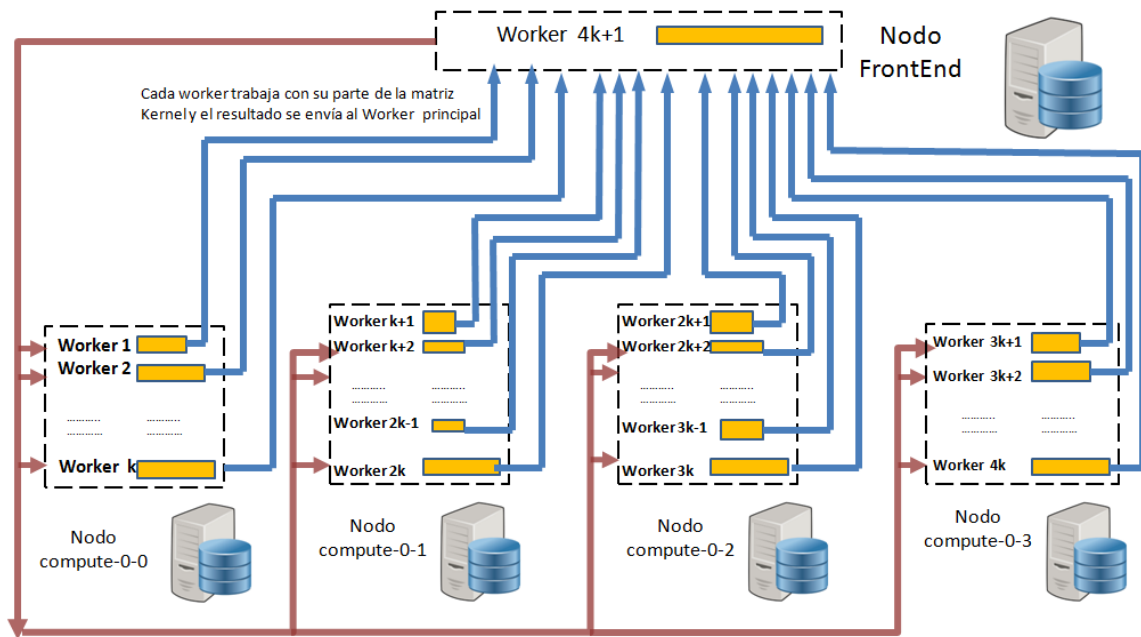 Worker 4k+1
Nodo
FrontEnd
Cada worker trabaja con su parte de la matriz
Kernel y el resultado se envía al Worker principal
Worker 1
Worker 2
............ ............
............ ............
Worker k
Nodo
compute-0-0
Worker k+1
Worker k+2
............ ............
............ ............
Worker 2k-1
Worker 2k
Nodo
compute-0-1
Worker 2k+1
Worker 2k+2
............ ............
............ ............
Worker 3k-1
Worker 3k
Nodo
compute-0-2
Worker 3k+1
Worker 3k+2
............ ............
............ ............
Worker 4k
Nodo
compute-0-3